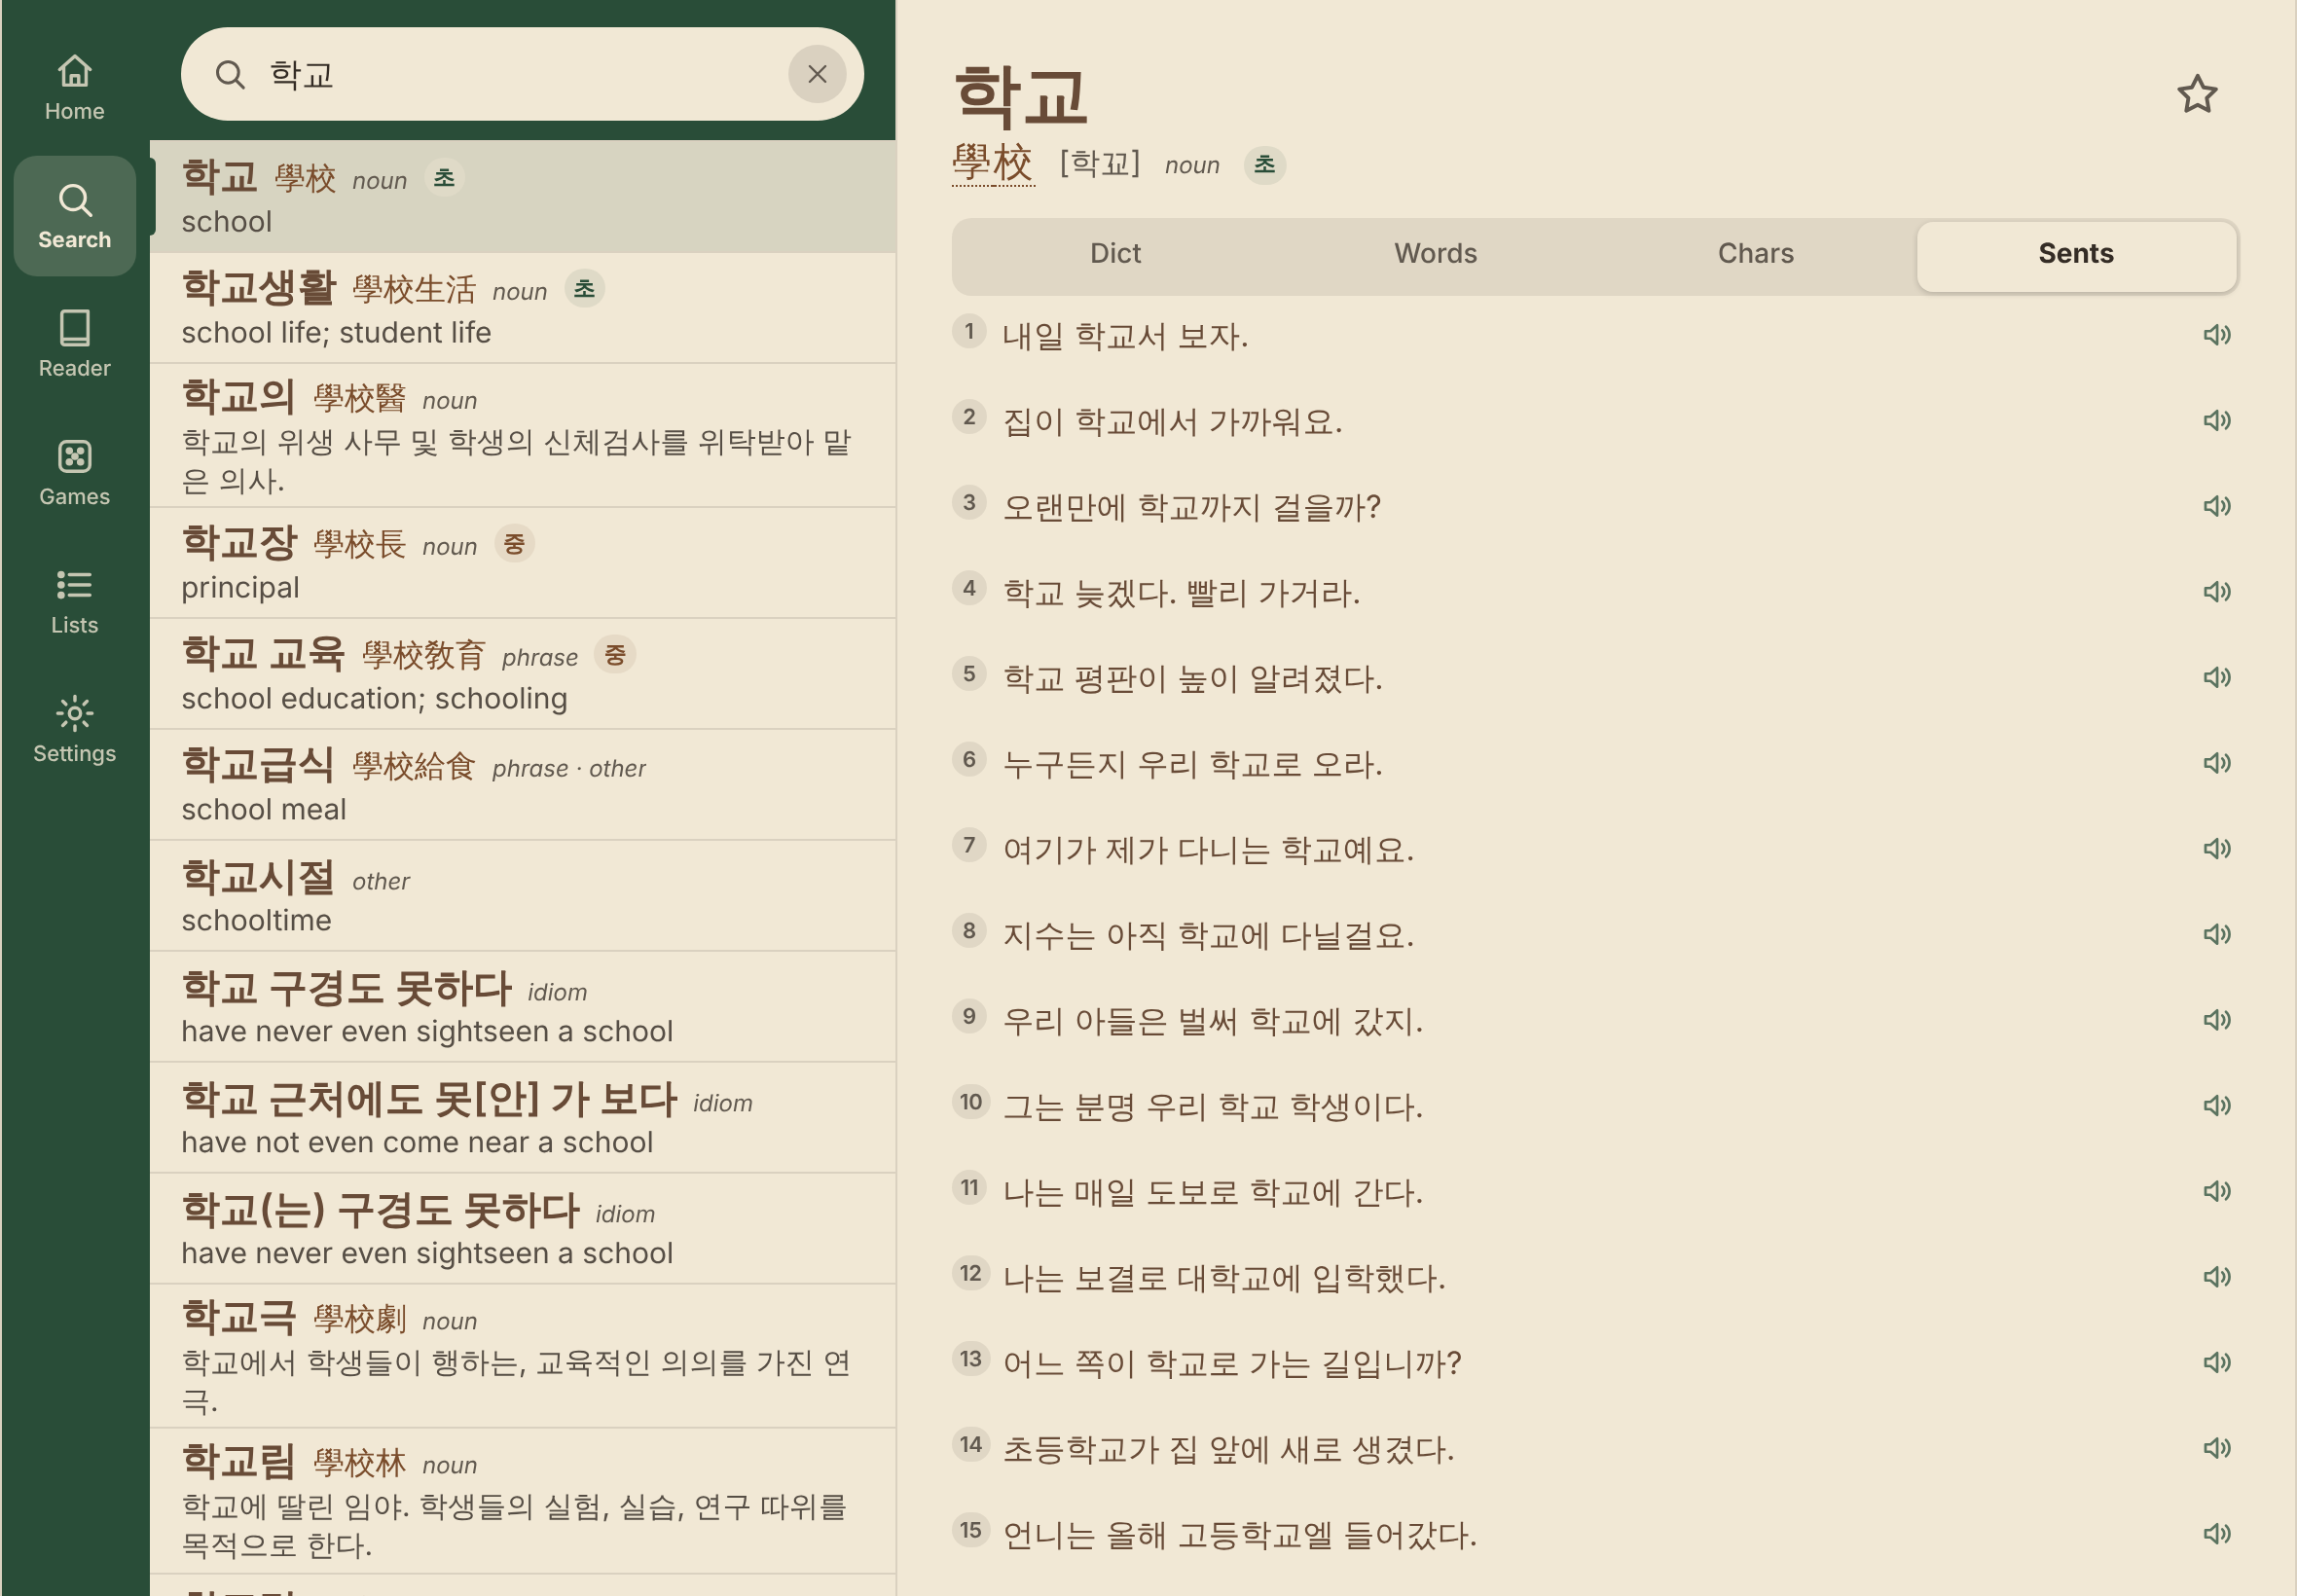 Home
Search
Reader
Games
Lists
Settings
학교
학교 學校 noun 초
school
학교생활 學校生活 noun 초
school life; student life
학교의 學校醫 noun
학교의 위생 사무 및 학생의 신체검사를 위탁받아 맡
은 의사.
학교장 學校長 noun 중
principal
학교 교육 學校敎育 phrase 중
school education; schooling
학교급식 學校給食 phrase · other
school meal
학교시절 other
schooltime
학교 구경도 못하다 idiom
have never even sightseen a school
학교 근처에도 못[안] 가 보다 idiom
have not even come near a school
학교(는) 구경도 못하다 idiom
have never even sightseen a school
학교극 學校劇 noun
학교에서 학생들이 행하는, 교육적인 의의를 가진 연
극.
학교림 學校林 noun
학교에 딸린 임야. 학생들의 실험, 실습, 연구 따위를
목적으로 한다.
학교
學校 [학꾜] noun 초
Dict Words Chars Sents
1 내일 학교서 보자.
2 집이 학교에서 가까워요.
3 오랜만에 학교까지 걸을까?
4 학교 늦겠다. 빨리 가거라.
5 학교 평판이 높이 알려졌다.
6 누구든지 우리 학교로 오라.
7 여기가 제가 다니는 학교예요.
8 지수는 아직 학교에 다닐걸요.
9 우리 아들은 벌써 학교에 갔지.
10 그는 분명 우리 학교 학생이다.
11 나는 매일 도보로 학교에 간다.
12 나는 보결로 대학교에 입학했다.
13 어느 쪽이 학교로 가는 길입니까?
14 초등학교가 집 앞에 새로 생겼다.
15 언니는 올해 고등학교엘 들어갔다.